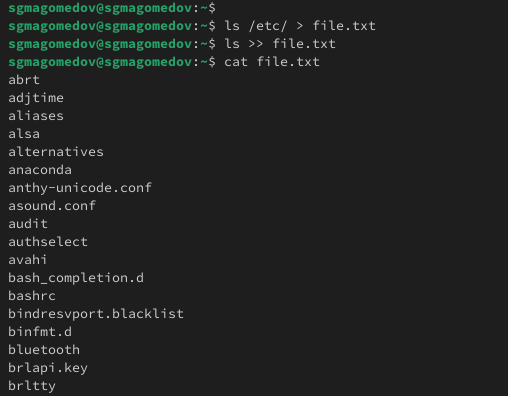 sgmagomedov@sgmagomedov:~$
sgmagomedov@sgmagomedov:~$ ls /etc/ > file.txt
sgmagomedov@sgmagomedov:~$ ls >> file.txt
sgmagomedov@sgmagomedov:~$ cat file.txt
abrt
adjtime
aliases
alsa
alternatives
anaconda
anthy-unicode.conf
asound.conf
audit
authselect
avahi
bash_completion.d
bashrc
bindresvport.blacklist
binfmt.d
bluetooth
brlapi.key
brltty